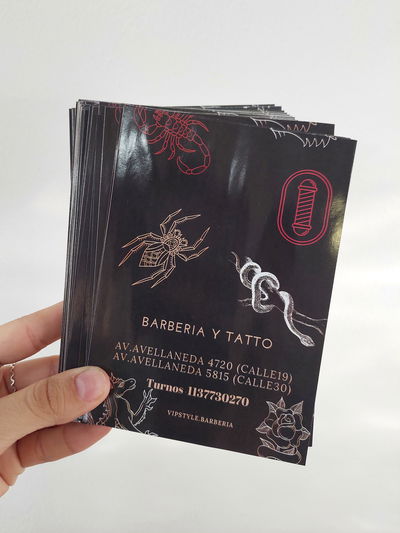 BARBERIA Y TATTO
AV.AVELLANEDA 4720 (CALLE19)
AV.AVELLANEDA 5815 (CALLE30)
Turnos 1137730270
VIPSTYLE.BARBERIA